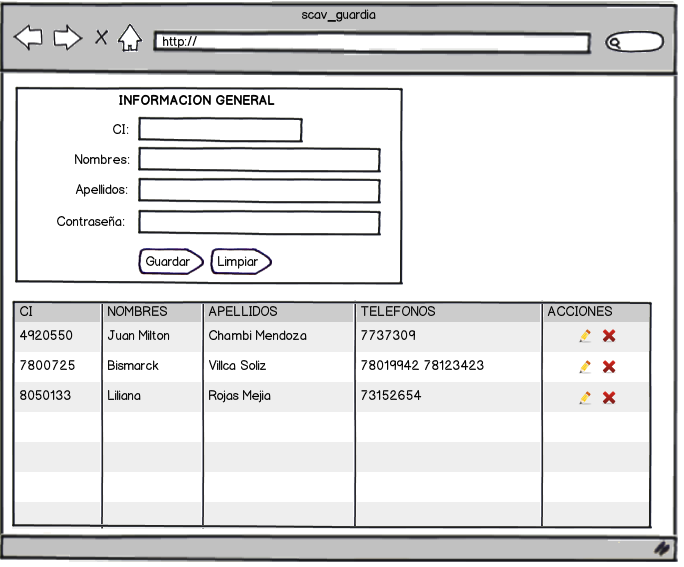 scav_guardia
http://
INFORMACION GENERAL
CI:
Nombres:
Apellidos:
Contraseña:
Guardar Limpiar
CI NOMBRES APELLIDOS TELEFONOS ACCIONES
4920550 Juan Milton Chambi Mendoza 7737309
7800725 Bismarck Villca Soliz 78019942 78123423
8050133 Liliana Rojas Mejia 73152654